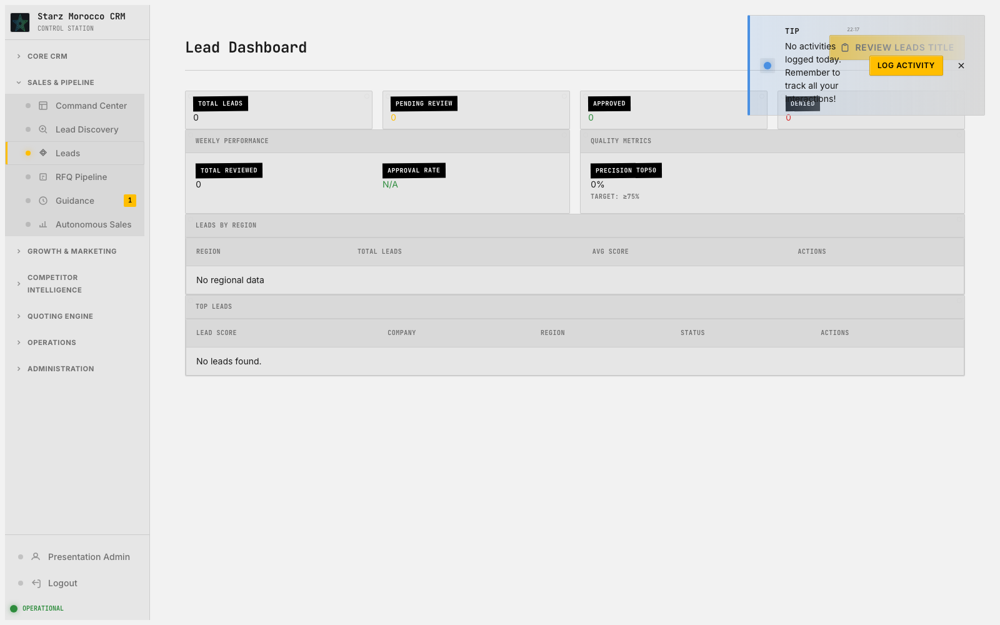 Starz Morocco CRM
CONTROL STATION
CORE CRM
SALES & PIPELINE
Command Center
Lead Discovery
Leads
RFQ Pipeline
Guidance 1
Autonomous Sales
GROWTH & MARKETING
COMPETITOR
INTELLIGENCE
QUOTING ENGINE
OPERATIONS
ADMINISTRATION
Presentation Admin
Logout
OPERATIONAL
Lead Dashboard
REVIEW LEADS TITLE
TIP 22:17
No activities
logged today.
Remember to
track all your
interactions!
LOG ACTIVITY ×
TOTAL LEADS
0
PENDING REVIEW
0
APPROVED
0
DENIED
0
WEEKLY PERFORMANCE
TOTAL REVIEWED
0
APPROVAL RATE
N/A
QUALITY METRICS
PRECISION TOP50
0%
TARGET: ≥75%
LEADS BY REGION
REGION TOTAL LEADS AVG SCORE ACTIONS
No regional data
TOP LEADS
LEAD SCORE COMPANY REGION STATUS ACTIONS
No leads found.